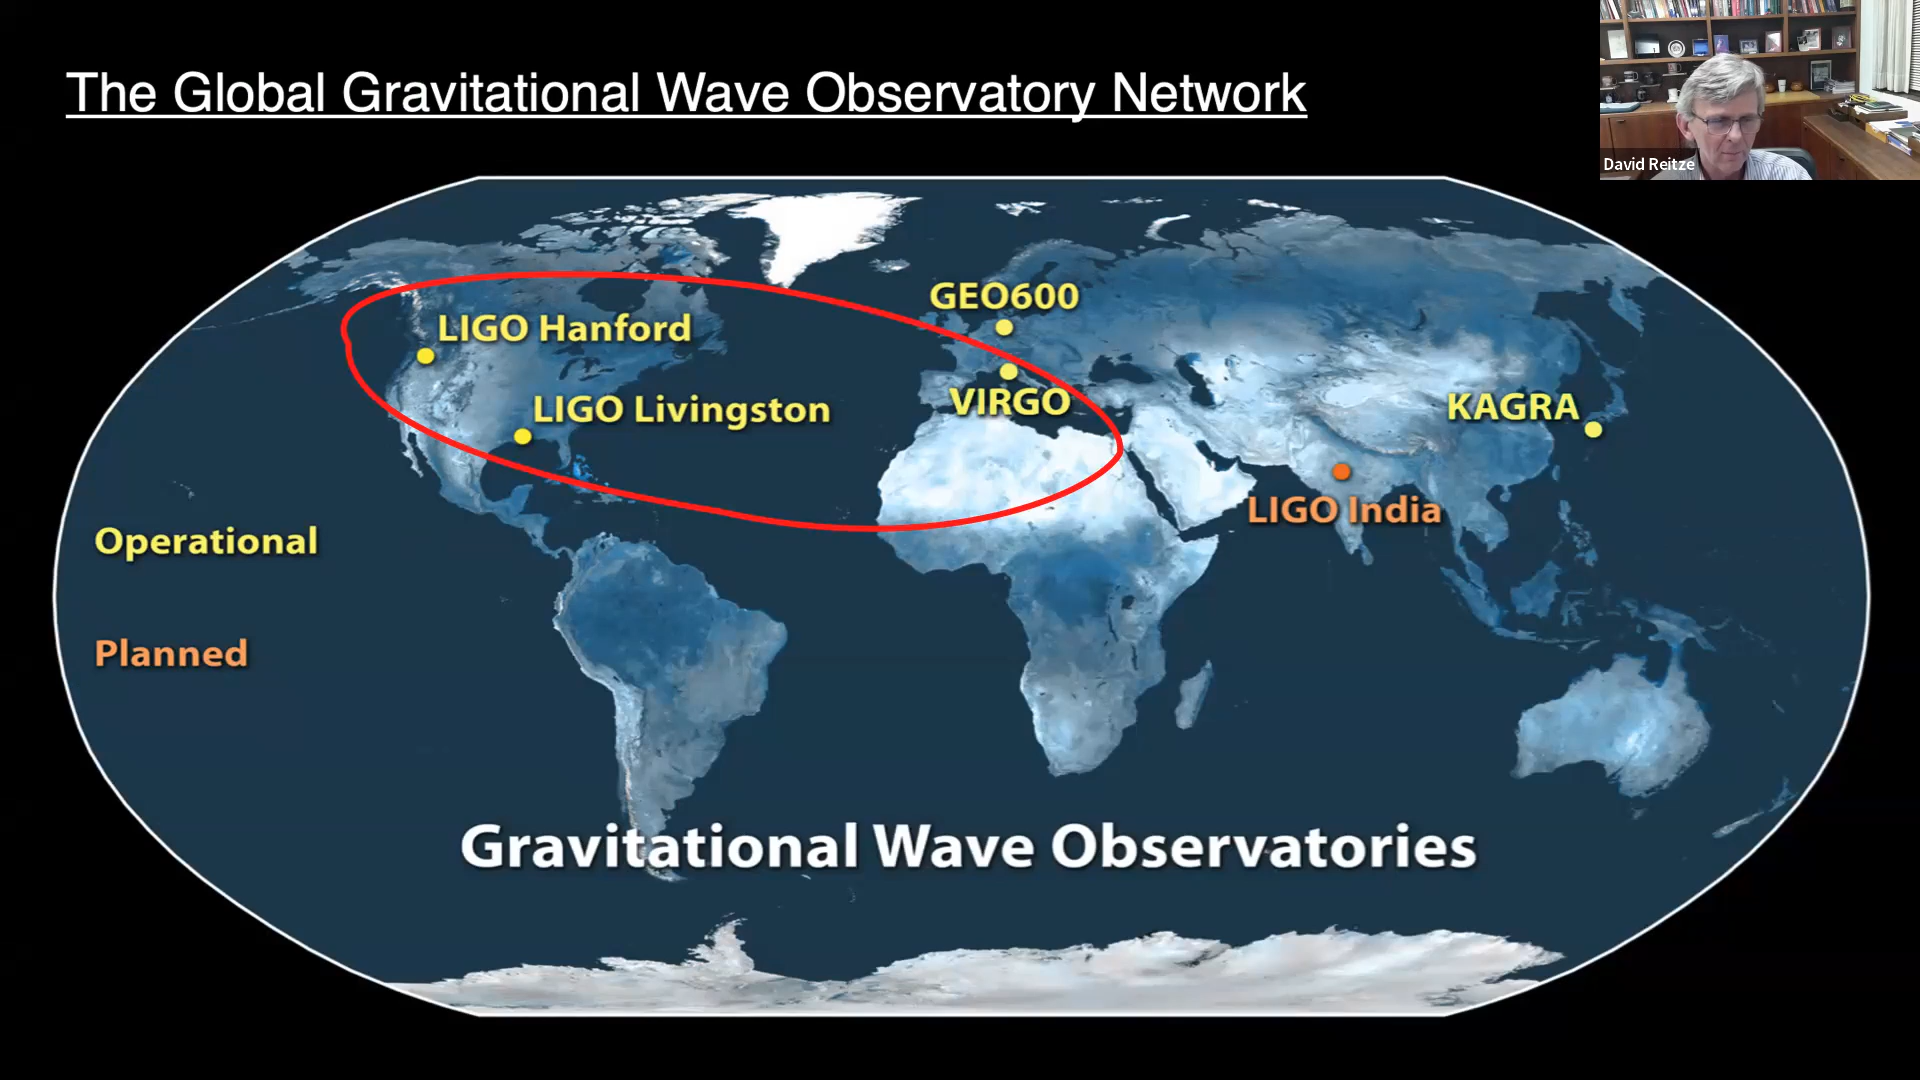 The Global Gravitational Wave Observatory Network
David Reitze
GEO600
LIGO Hanford
VIRGO
LIGO Livingston
KAGRA
LIGO India
Operational
Planned
Gravitational Wave Observatories